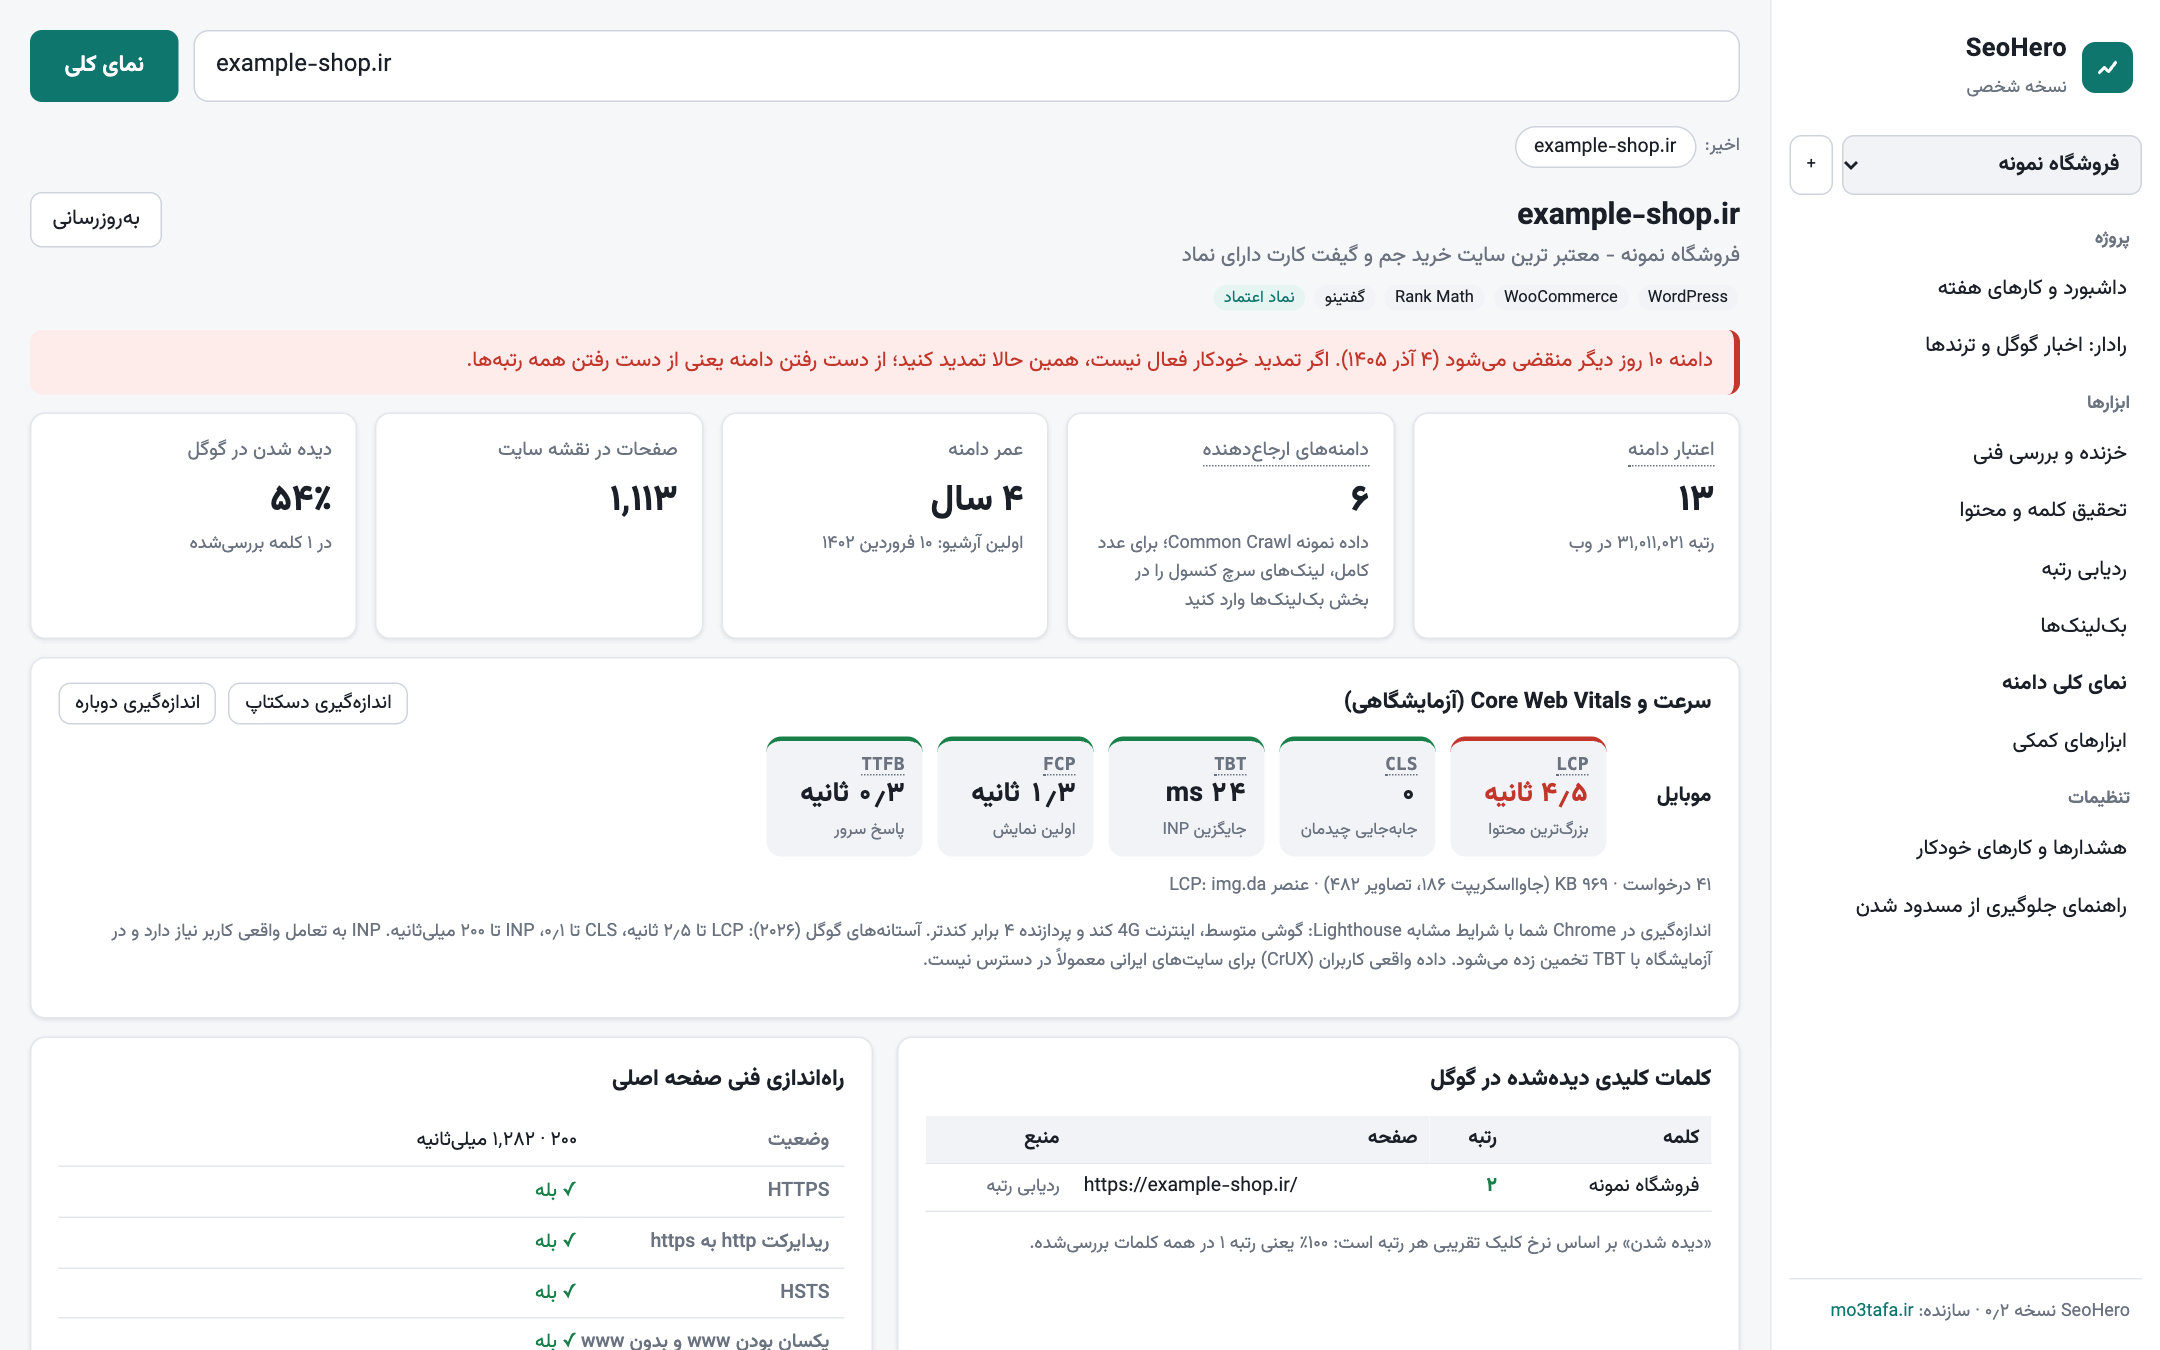 SeoHero
نسخه شخصی
فروشگاه نمونه
+
پروژه
داشبورد و کارهای هفته
رادار: اخبار گوگل و ترندها
ابزارها
خزنده و بررسی فنی
تحقیق کلمه و محتوا
ردیابی رتبه
بک‌لینک‌ها
نمای کلی دامنه
ابزارهای کمکی
تنظیمات
هشدارها و کارهای خودکار
راهنمای جلوگیری از مسدود شدن
SeoHero نسخه ۰٫۲ · سازنده: mo3tafa.ir
example-shop.ir
نمای کلی
اخیر: example-shop.ir
example-shop.ir
به‌روزرسانی
فروشگاه نمونه - معتبر ترین سایت خرید جم و گیفت کارت دارای نماد
WordPress WooCommerce Rank Math گفتینو نماد اعتماد
دامنه ۱۰ روز دیگر منقضی می‌شود (۴ آذر ۱۴۰۵). اگر تمدید خودکار فعال نیست، همین حالا تمدید کنید؛ از دست رفتن دامنه یعنی از دست رفتن همه رتبه‌ها.
اعتبار دامنه
۱۳
رتبه ۳۱,۰۱۱,۰۲۱ در وب
دامنه‌های ارجاع‌دهنده
۶
داده نمونه Common Crawl؛ برای عدد
کامل، لینک‌های سرچ کنسول را در
بخش بک‌لینک‌ها وارد کنید
عمر دامنه
۴ سال
اولین آرشیو: ۱۰ فروردین ۱۴۰۲
صفحات در نقشه سایت
۱,۱۱۳
دیده شدن در گوگل
۵۴٪
در ۱ کلمه بررسی‌شده
سرعت و Core Web Vitals (آزمایشگاهی)
اندازه‌گیری دسکتاپ
اندازه‌گیری دوباره
موبایل
LCP
۴٫۵ ثانیه
بزرگ‌ترین محتوا
CLS
۰
جابه‌جایی چیدمان
TBT
۲۴ ms
جایگزین INP
FCP
۱٫۳ ثانیه
اولین نمایش
TTFB
۰٫۳ ثانیه
پاسخ سرور
۴۱ درخواست · ۹۶۹ KB (جاوااسکریپت ۱۸۶، تصاویر ۴۸۲) · عنصر LCP: img.da
اندازه‌گیری در Chrome شما با شرایط مشابه Lighthouse: گوشی متوسط، اینترنت 4G کند و پردازنده ۴ برابر کندتر. آستانه‌های گوگل (۲۰۲۶): LCP تا ۲٫۵ ثانیه، CLS تا ۰٫۱، INP تا ۲۰۰ میلی‌ثانیه. INP به تعامل واقعی کاربر نیاز دارد و در
آزمایشگاه با TBT تخمین زده می‌شود. داده واقعی کاربران (CrUX) برای سایت‌های ایرانی معمولاً در دسترس نیست.
کلمات کلیدی دیده‌شده در گوگل
کلمه رتبه صفحه منبع
فروشگاه نمونه ۲ https://example-shop.ir/ ردیابی رتبه
«دیده شدن» بر اساس نرخ کلیک تقریبی هر رتبه است: ۱۰۰٪ یعنی رتبه ۱ در همه کلمات بررسی‌شده.
راه‌اندازی فنی صفحه اصلی
وضعیت ۲۰۰ · ۱,۲۸۲ میلی‌ثانیه
HTTPS ✓ بله
ریدایرکت http به https ✓ بله
HSTS ✓ بله
یکسان بودن www و بدون www ✓ بله